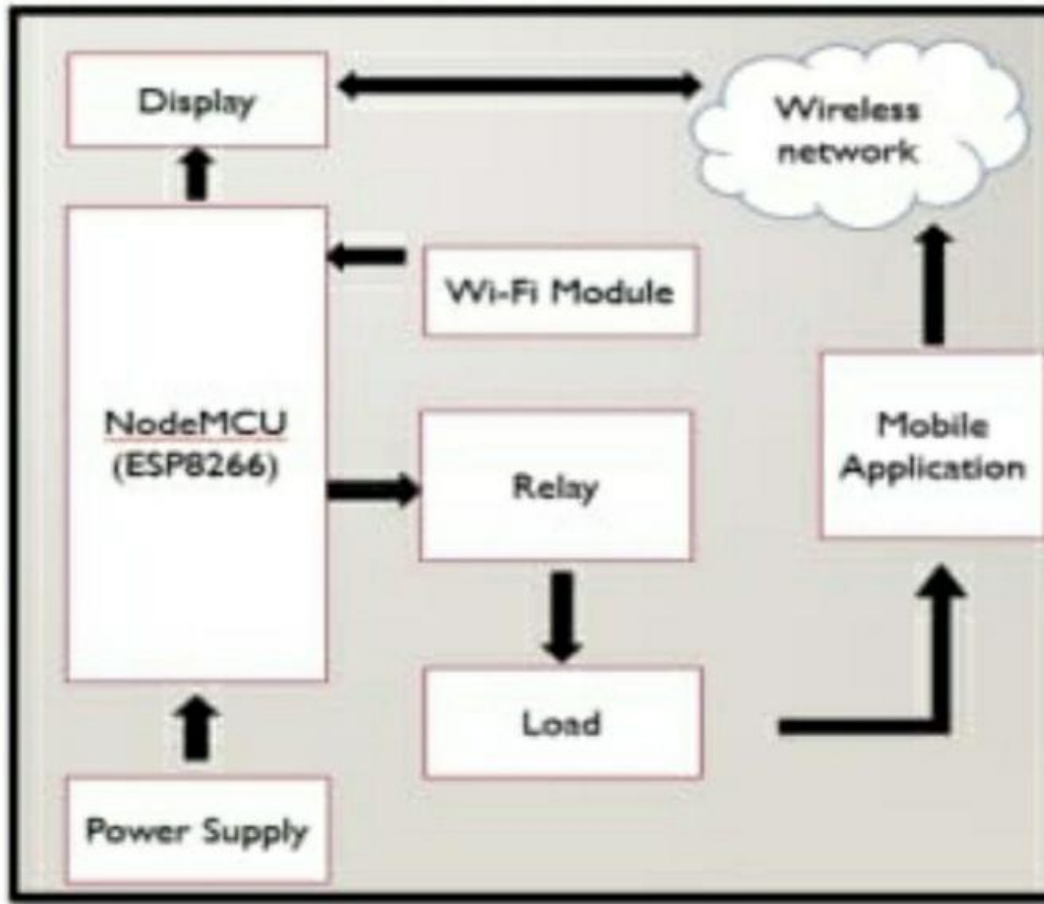 Display
Wireless
network
Wi-Fi Module
NodeMCU
(ESP8266)
Relay
Mobile
Application
Load
Power Supply